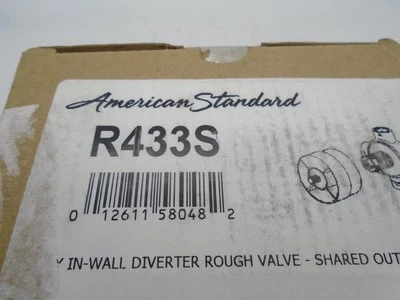 American Standard
R433S
0 12611 58048 2
IN-WALL DIVERTER ROUGH VALVE - SHARED OUT